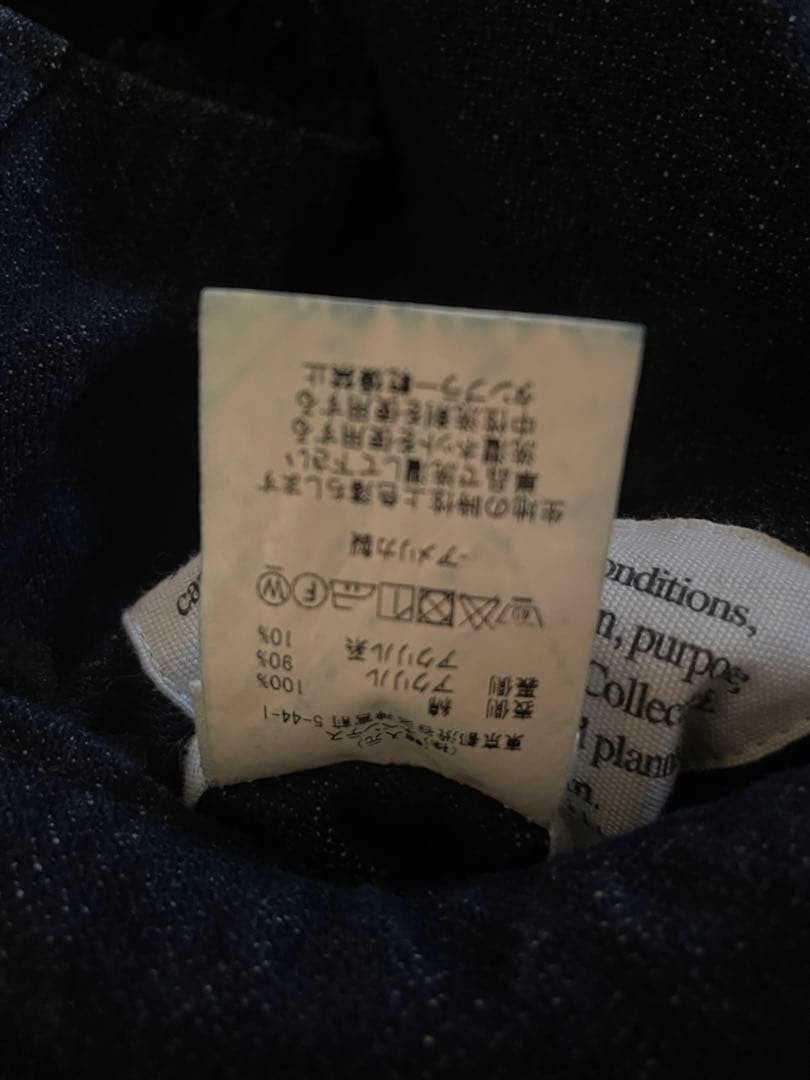 東京都渋谷区神宮前 5-44-1
表側 綿 100%
裏側 アクリル 90%
アクリル系 10%
F W
-アメリカ製
生地の特性上色落ちします
単品で洗濯して下さい
洗濯ネットを使用する
中性洗剤を使用する
タンブラー乾燥禁止
onditions,
n, purpos
Collec
plann
on.